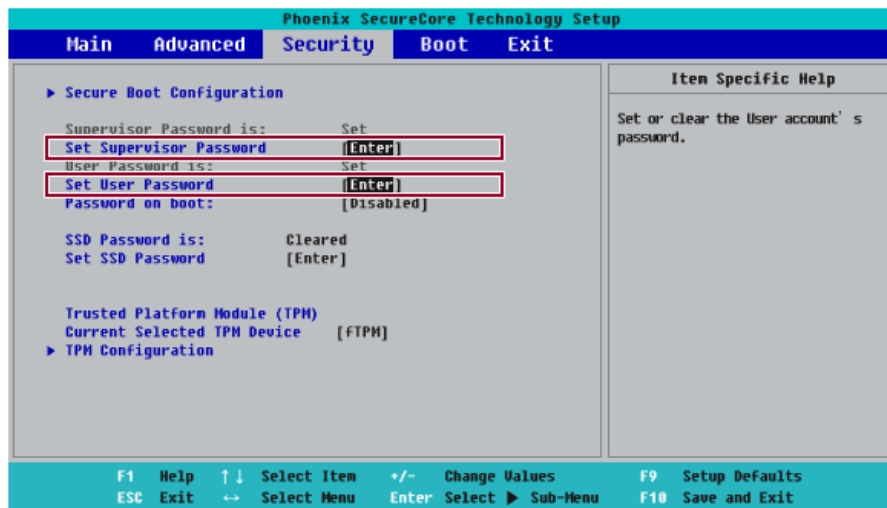 Phoenix SecureCore Technology Setup
Main Advanced Security Boot Exit
Item Specific Help
▶ Secure Boot Configuration
Set or clear the User account's
password.
Supervisor Password is: Set
Set Supervisor Password [Enter]
User Password is: Set
Set User Password [Enter]
Password on boot: [Disabled]
SSD Password is: Cleared
Set SSD Password [Enter]
Trusted Platform Module (TPM)
Current Selected TPM Device [fTPM]
▶ TPM Configuration
F1 Help ↑↓ Select Item +/- Change Values F9 Setup Defaults
ESC Exit ↔ Select Menu Enter Select ▶ Sub-Menu F10 Save and Exit